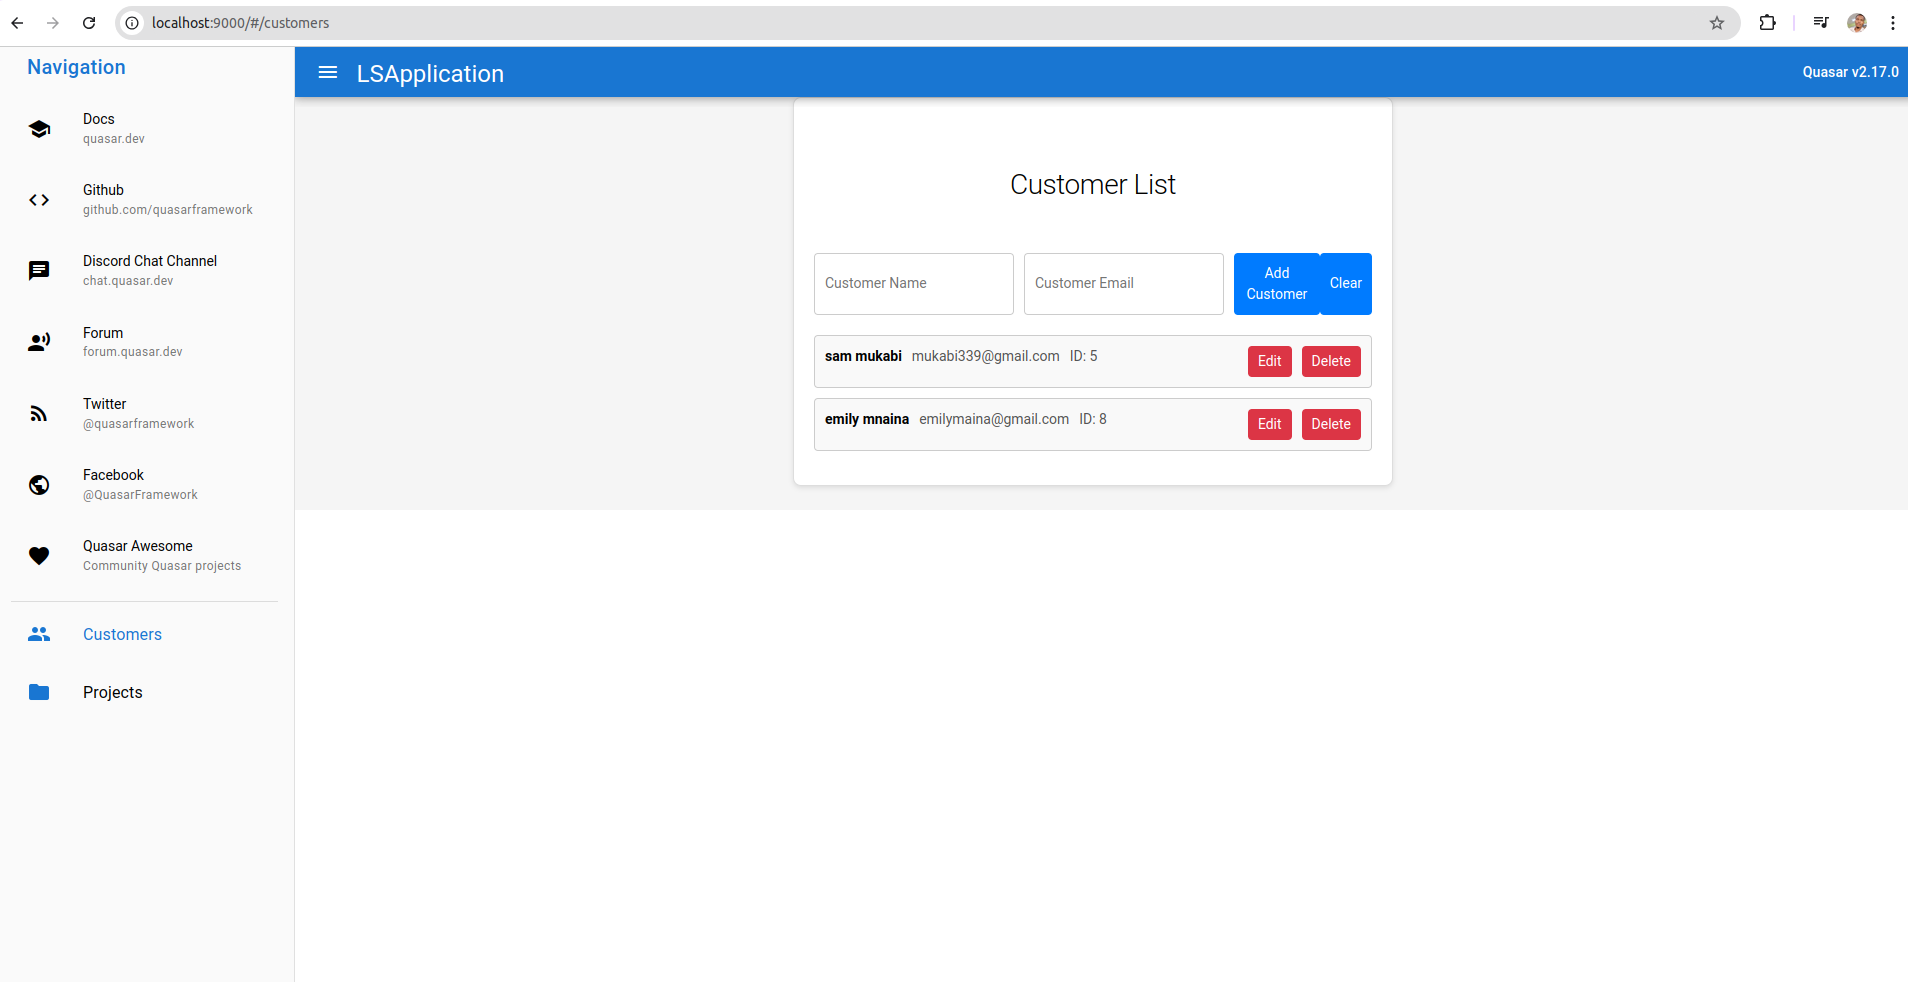 localhost:9000/#/customers
Navigation
Docs
quasar.dev
Github
github.com/quasarframework
Discord Chat Channel
chat.quasar.dev
Forum
forum.quasar.dev
Twitter
@quasarframework
Facebook
@QuasarFramework
Quasar Awesome
Community Quasar projects
Customers
Projects
LSApplication
Quasar v2.17.0
Customer List
Customer Name
Customer Email
Add
Customer
Clear
sam mukabi mukabi339@gmail.com ID: 5 Edit Delete
emily mnaina emilymaina@gmail.com ID: 8 Edit Delete